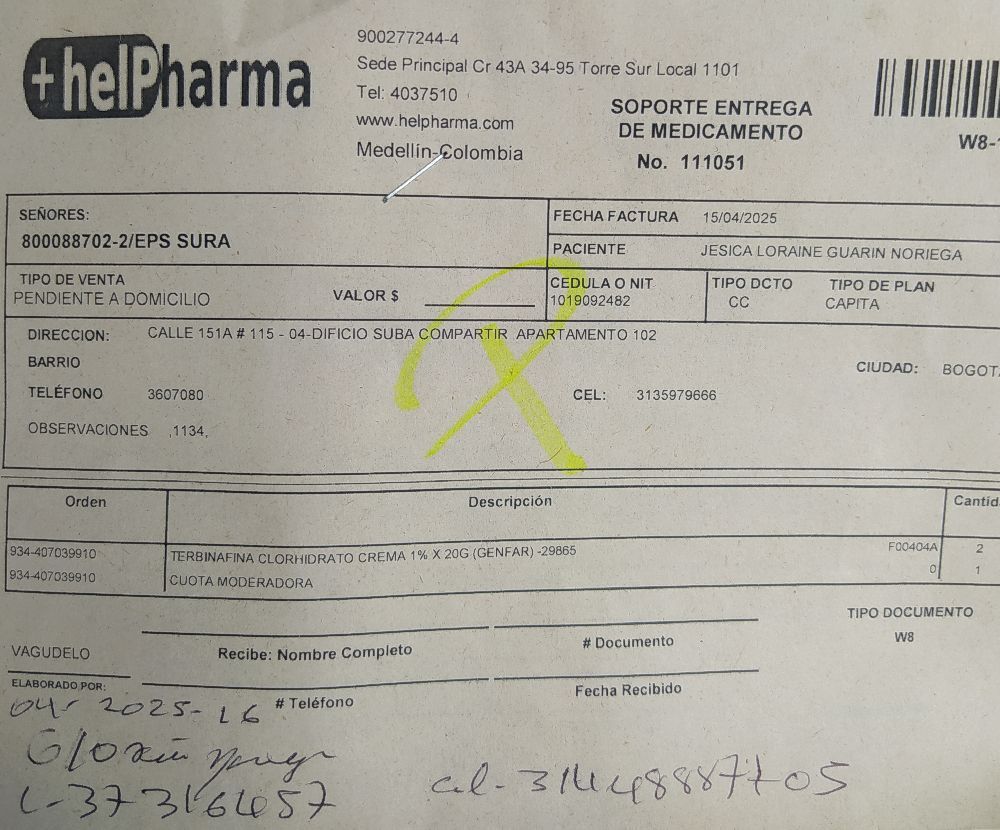 +helPharma
900277244-4
Sede Principal Cr 43A 34-95 Torre Sur Local 1101
Tel: 4037510
www.helpharma.com
Medellín-Colombia
SOPORTE ENTREGA
DE MEDICAMENTO
No. 111051
W8-
SEÑORES:
800088702-2/EPS SURA
FECHA FACTURA 15/04/2025
PACIENTE JESICA LORAINE GUARIN NORIEGA
TIPO DE VENTA
PENDIENTE A DOMICILIO
VALOR $
CEDULA O NIT
1019092482
TIPO DCTO
CC
TIPO DE PLAN
CAPITA
DIRECCION: CALLE 151A # 115 - 04-DIFICIO SUBA COMPARTIR APARTAMENTO 102
BARRIO
CIUDAD: BOGOT
TELÉFONO 3607080
CEL: 3135979666
OBSERVACIONES ,1134,
Orden Descripción Cantid
934-407039910 TERBINAFINA CLORHIDRATO CREMA 1% X 20G (GENFAR) -29865 F00404A 2
934-407039910 CUOTA MODERADORA 0 1
TIPO DOCUMENTO
W8
VAGUDELO
Recibe: Nombre Completo
# Documento
ELABORADO POR:
# Teléfono
Fecha Recibido
04- 2025-16